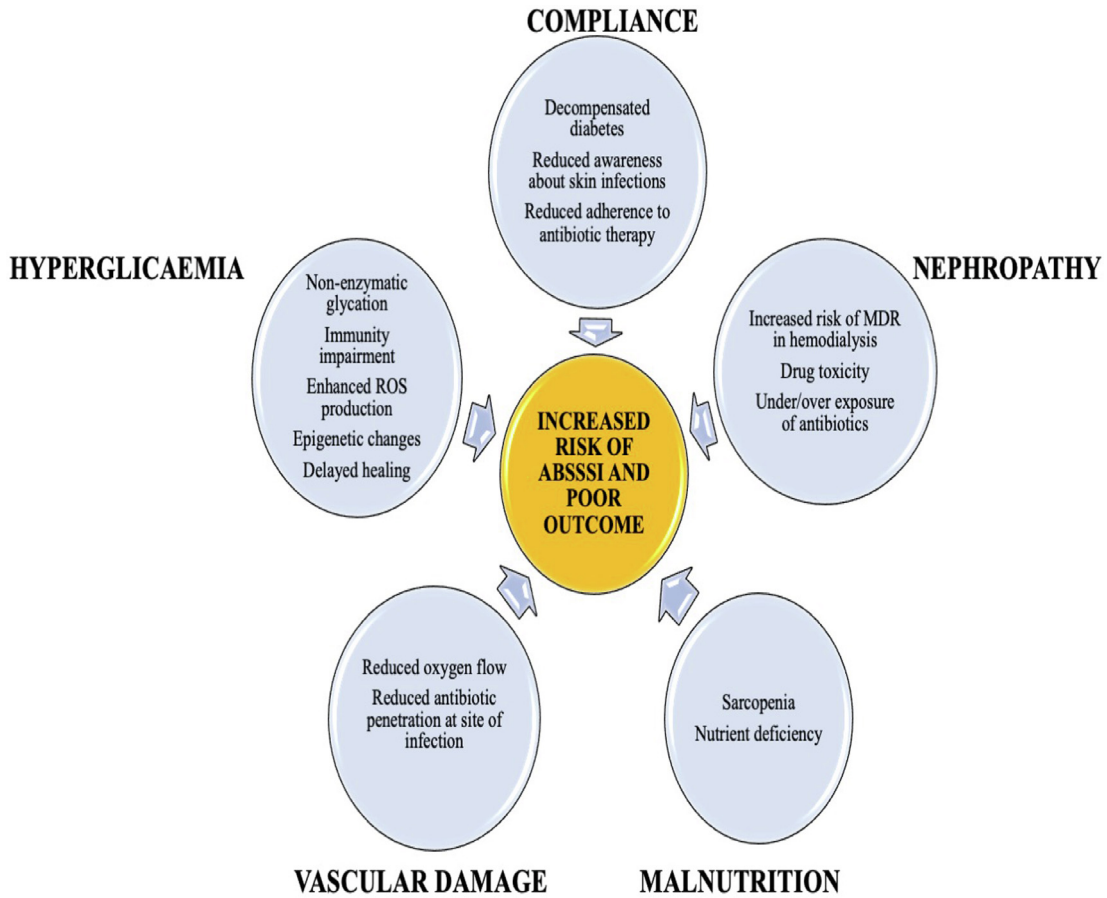 COMPLIANCE
Decompensated
diabetes
Reduced awareness
about skin infections
Reduced adherence to
antibiotic therapy
HYPERGLICAEMIA
Non-enzymatic
glycation
Immunity
impairment
Enhanced ROS
production
Epigenetic changes
Delayed healing
NEPHROPATHY
Increased risk of MDR
in hemodialysis
Drug toxicity
Under/over exposure
of antibiotics
INCREASED
RISK OF
ABSSSI AND
POOR
OUTCOME
Reduced oxygen flow
Reduced antibiotic
penetration at site of
infection
VASCULAR DAMAGE
Sarcopenia
Nutrient deficiency
MALNUTRITION